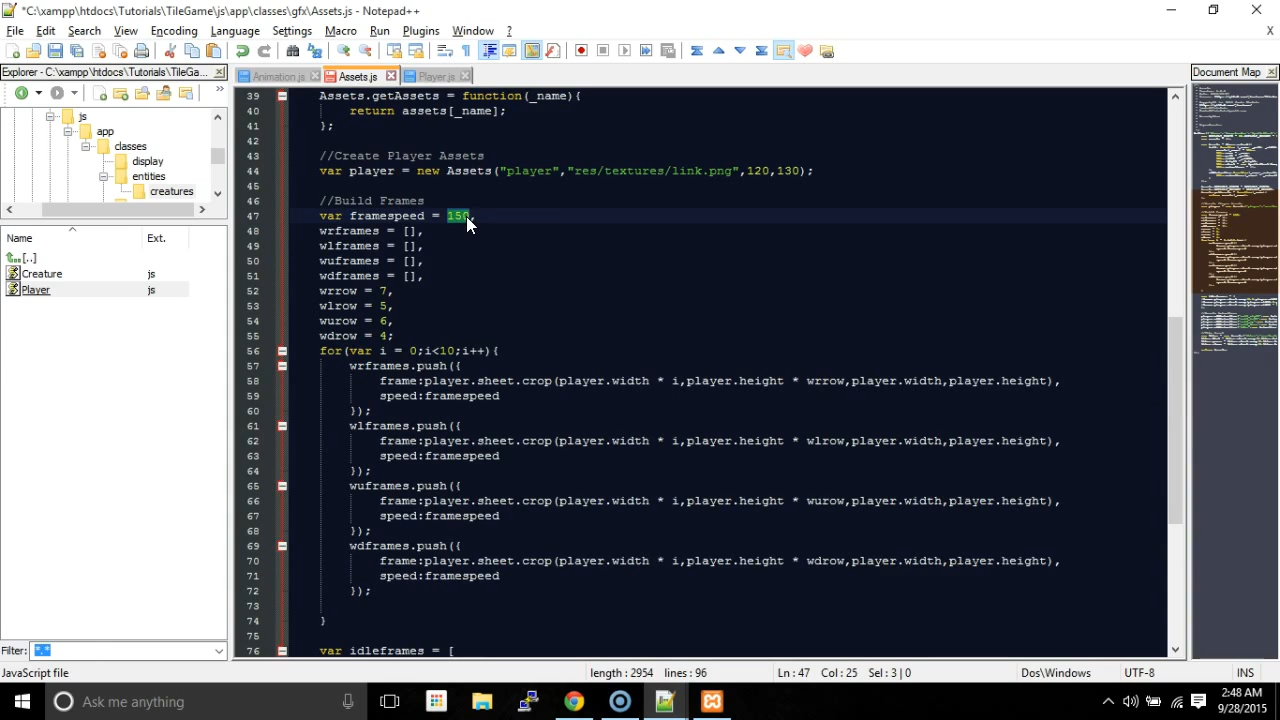 *C:\xampp\htdocs\Tutorials\TileGame\js\app\classes\gfx\Assets.js - Notepad++
File Edit Search View Encoding Language Settings Macro Run Plugins Window ?
X
Explorer - C:\xampp\htdocs\Tutorials\TileGa...
js
app
classes
display
entities
creatures
Name Ext.
[..]
Creature js
Player js
Filter: *.*
Animation.js Assets.js Player.js
39 Assets.getAssets = function(_name){
40 return assets[_name];
41 };
42
43 //Create Player Assets
44 var player = new Assets("player","res/textures/link.png",120,130);
45
46 //Build Frames
47 var framespeed = 150,
48 wrframes = [],
49 wlframes = [],
50 wuframes = [],
51 wdframes = [],
52 wrrow = 7,
53 wlrow = 5,
54 wurow = 6,
55 wdrow = 4;
56 for(var i = 0;i<10;i++){
57 wrframes.push({
58 frame:player.sheet.crop(player.width * i,player.height * wrrow,player.width,player.height),
59 speed:framespeed
60 });
61 wlframes.push({
62 frame:player.sheet.crop(player.width * i,player.height * wlrow,player.width,player.height),
63 speed:framespeed
64 });
65 wuframes.push({
66 frame:player.sheet.crop(player.width * i,player.height * wurow,player.width,player.height),
67 speed:framespeed
68 });
69 wdframes.push({
70 frame:player.sheet.crop(player.width * i,player.height * wdrow,player.width,player.height),
71 speed:framespeed
72 });
73
74 }
75
76 var idleframes = [
Document Map
JavaScript file length : 2954 lines : 96 Ln : 47 Col : 25 Sel : 3 | 0 Dos\Windows UTF-8 INS
Ask me anything
2:48 AM
9/28/2015